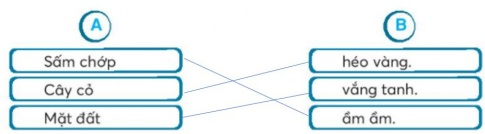 A
B
Sấm chớp
héo vàng.
Cây cỏ
vắng tanh.
Mặt đất
ầm ầm.